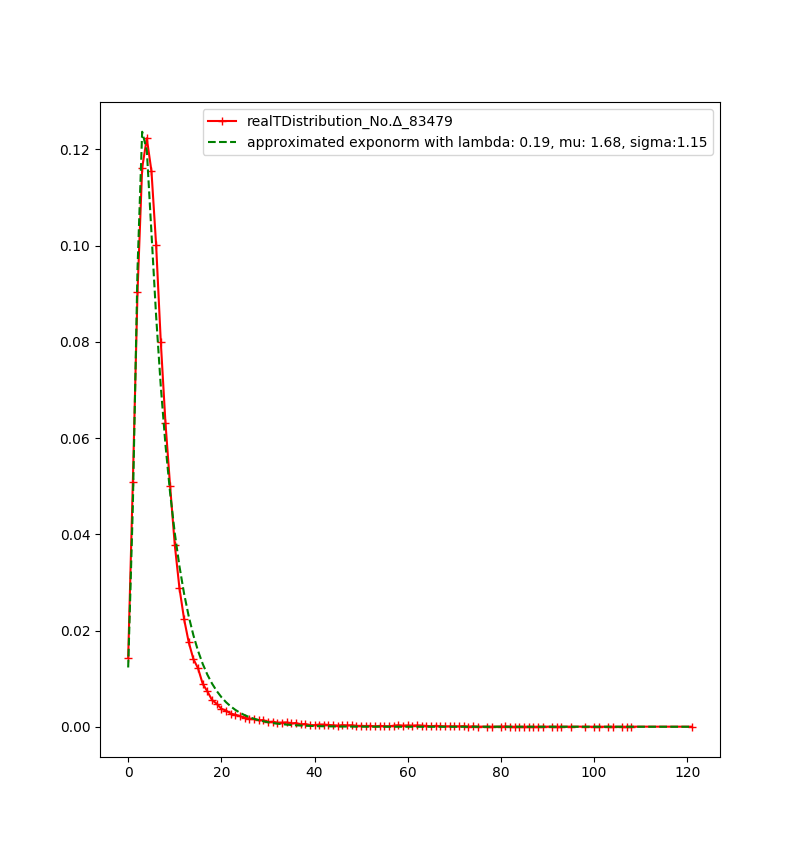 realTDistribution_No.Δ_83479
approximated exponorm with lambda: 0.19, mu: 1.68, sigma:1.15
0.12
0.10
0.08
0.06
0.04
0.02
0.00
0 20 40 60 80 100 120